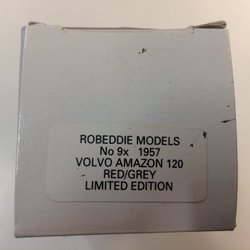 ROBEDDIE MODELS
No 9x 1957
VOLVO AMAZON 120
RED/GREY
LIMITED EDITION